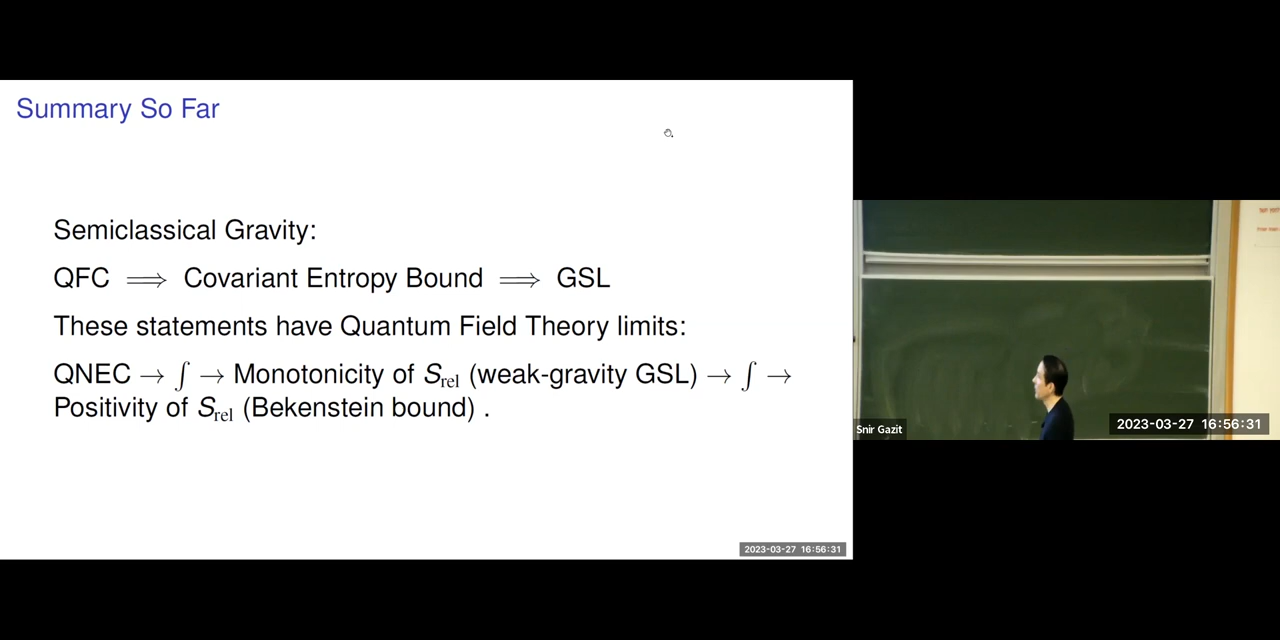 Summary So Far
Semiclassical Gravity:
QFC ⟹ Covariant Entropy Bound ⟹ GSL
These statements have Quantum Field Theory limits:
QNEC → ∫ → Monotonicity of S_rel (weak-gravity GSL) → ∫ →
Positivity of S_rel (Bekenstein bound) .
2023-03-27 16:56:31
Snir Gazit
2023-03-27 16:56:31